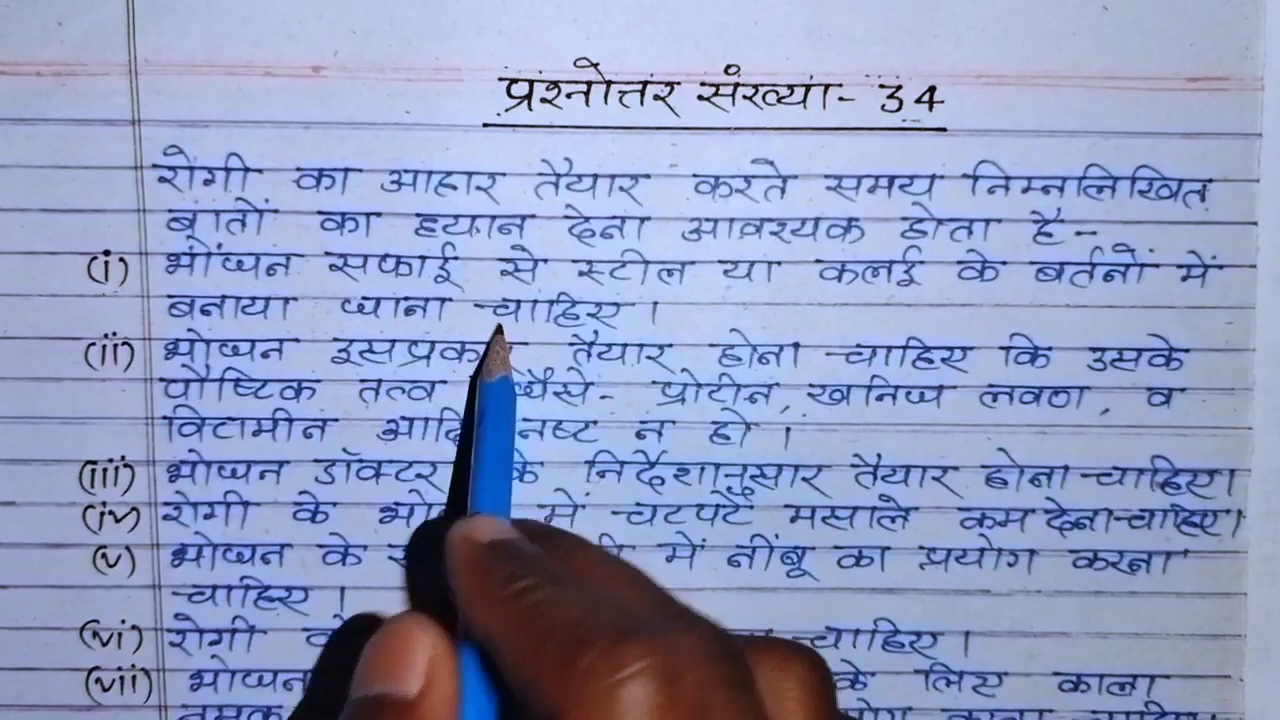 प्रश्नोत्तर संख्या- 34
रोगी का आहार तैयार करते समय निम्नलिखित
बातों का ध्यान देना आवश्यक होता है-
(i) भोजन सफाई से स्टील या कलई के बर्तनों में
बनाया जाना चाहिए।
(ii) भोजन इसप्रकार तैयार होना चाहिए कि उसके
पौष्टिक तत्व जैसे- प्रोटीन, खनिज लवण, व
विटामीन आदि नष्ट न हो।
(iii) भोजन डॉक्टर के निर्देशानुसार तैयार होना चाहिए।
(iv) रोगी के में चटपटे मसाले कम देना चाहिए।
(v) भोजन के में नींबू का प्रयोग करना
चाहिए।
(vi) रोगी चाहिए।
(vii) भोजन के लिए काला
नमक